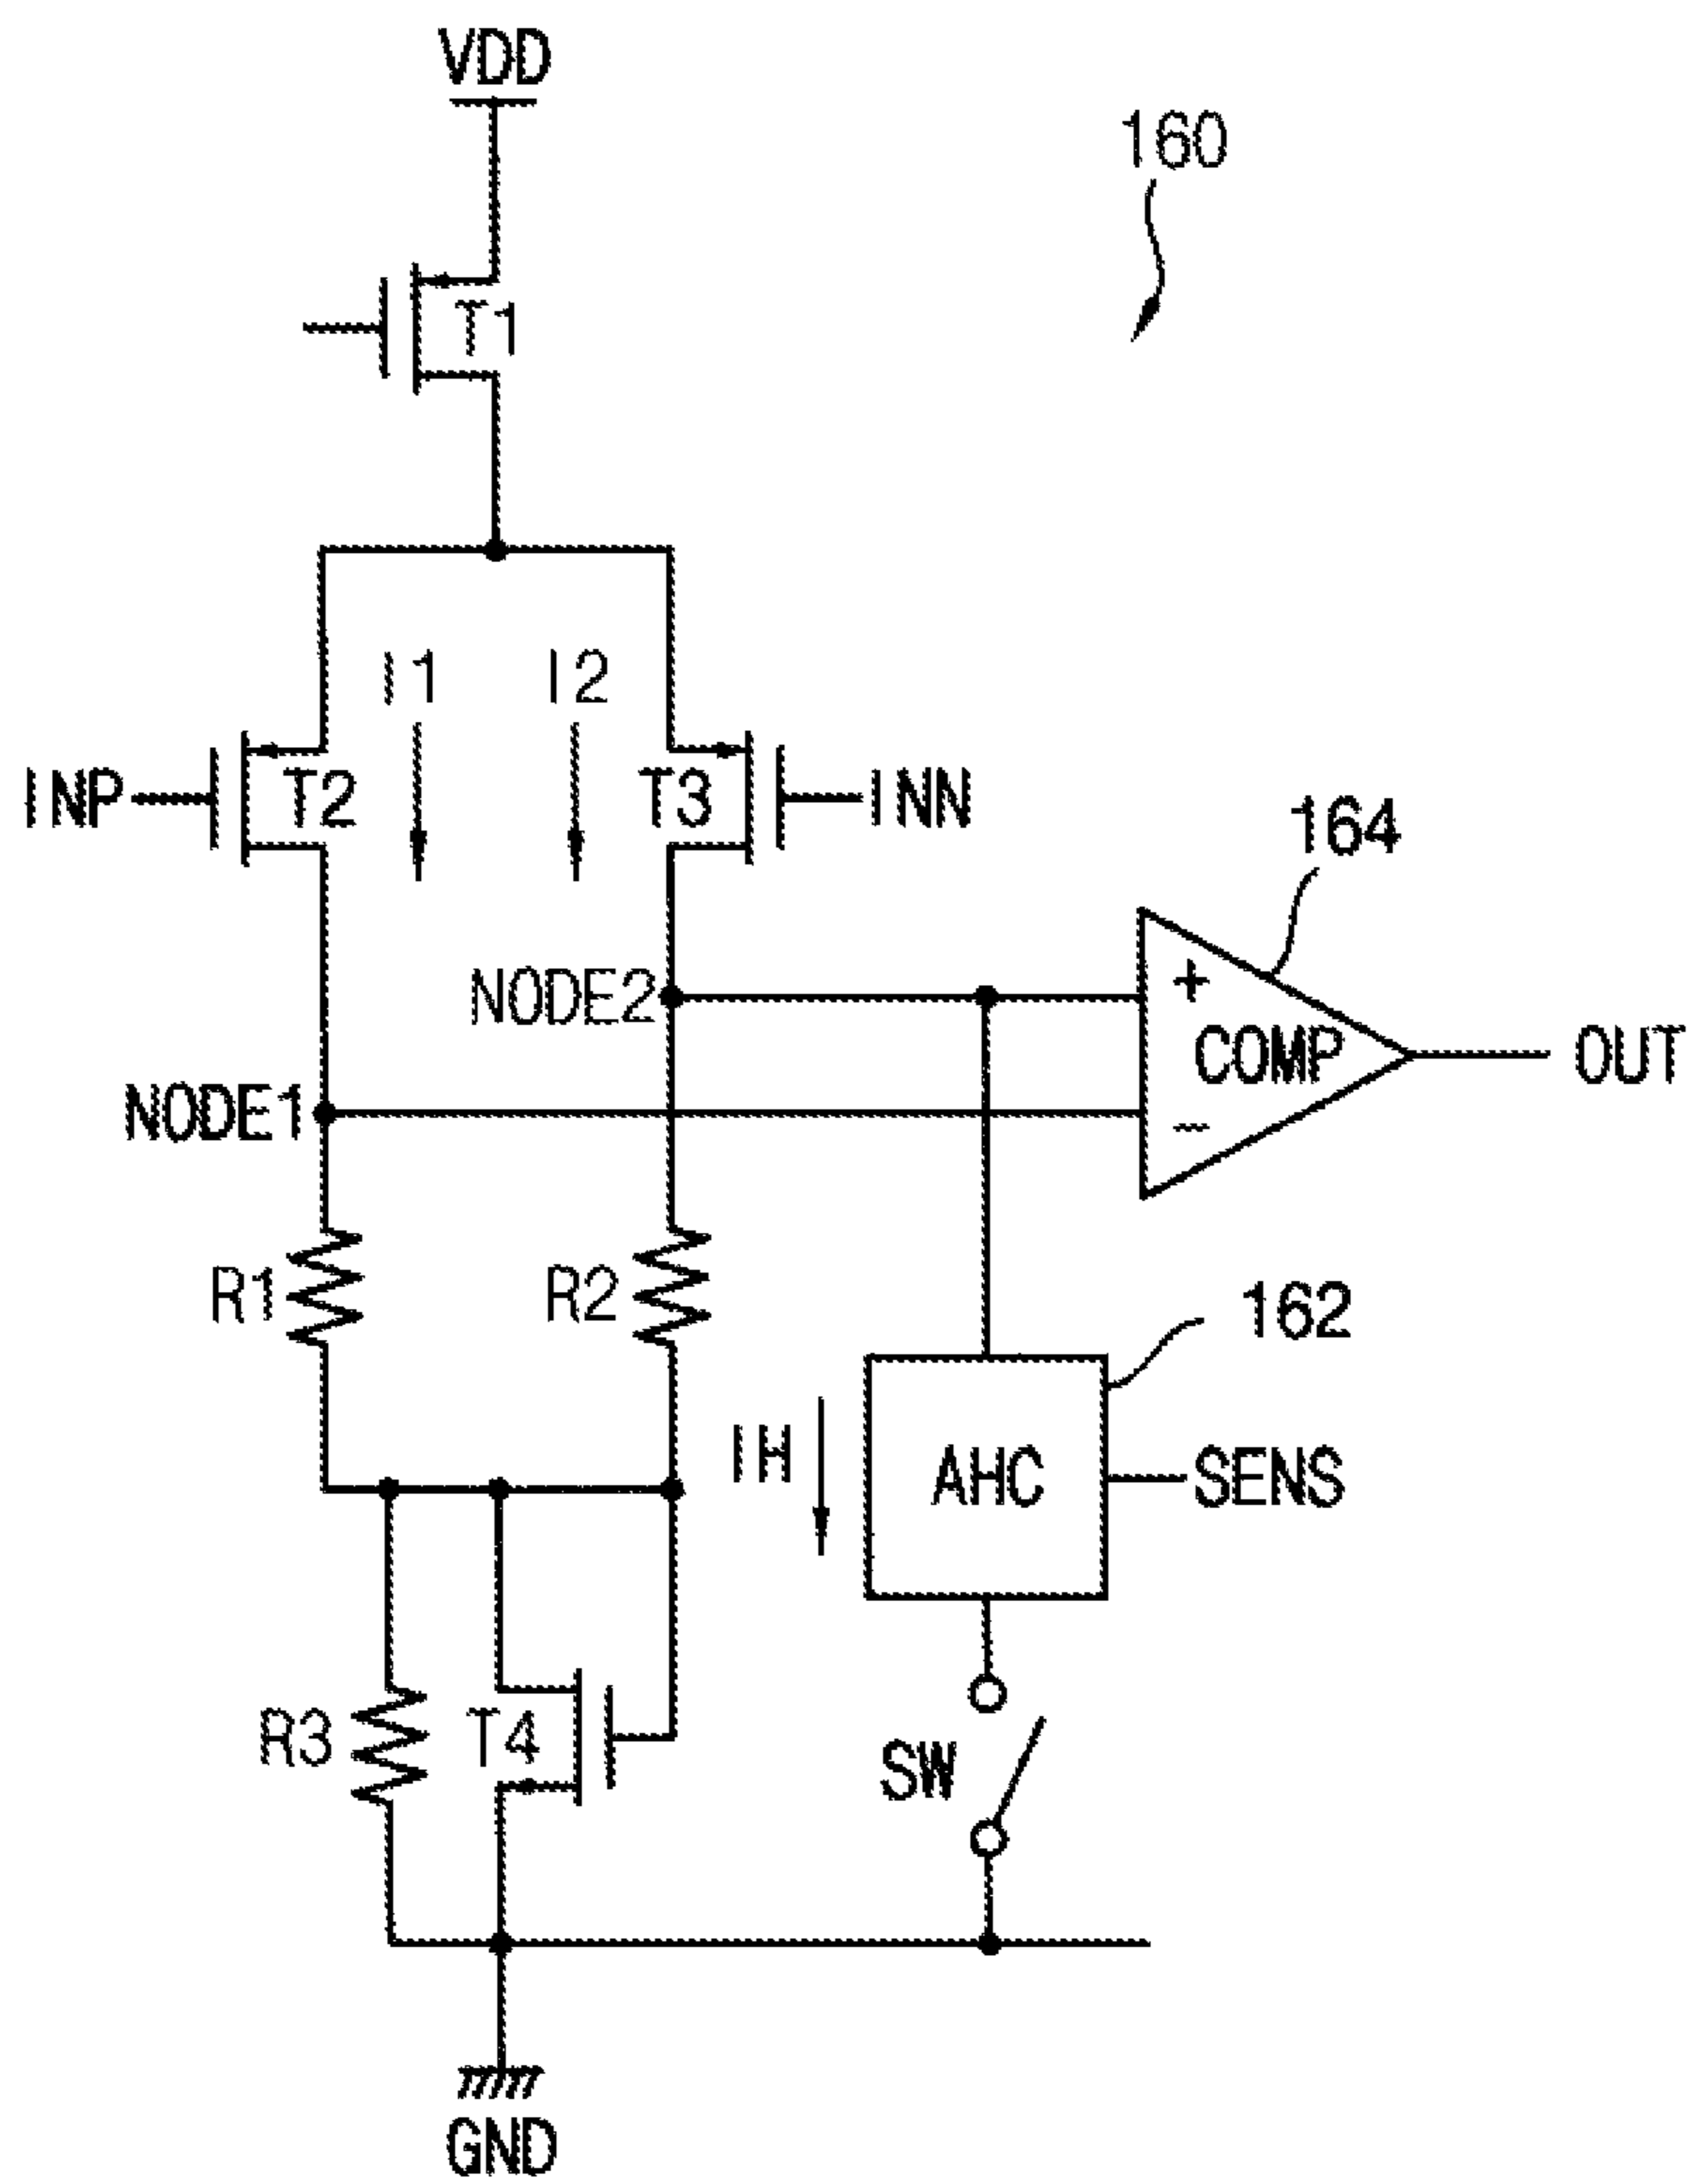 VDD
160
T1
I1
I2
INP
T2
T3
INN
164
NODE2
+
COMP
OUT
NODE1
-
R1
R2
162
IH
AHC
SENS
R3
T4
SW
GND